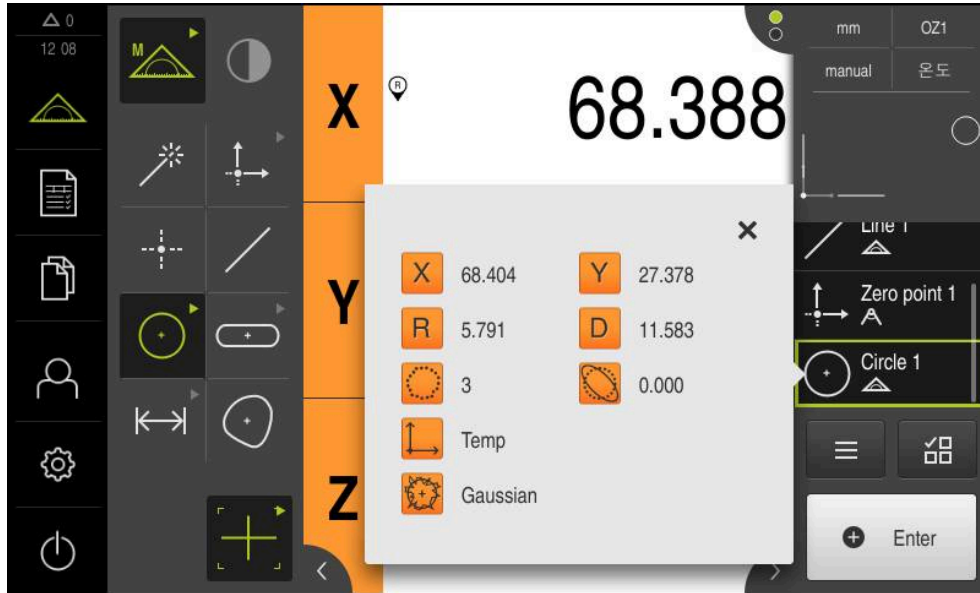 0
12 08
M
X
R
68.388
mm
OZ1
manual
온도
Y
Z
X 68.404
Y 27.378
R 5.791
D 11.583
3
0.000
Temp
Gaussian
Line 1
Zero point 1
Circle 1
Enter